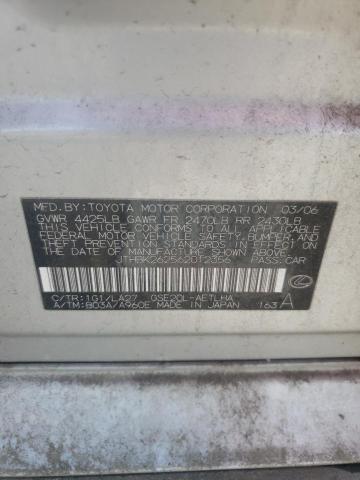 MFD. BY:TOYOTA MOTOR CORPORATION 03/06
GVWR 4425LB GAWR FR 2470LB RR 2430LB
THIS VEHICLE CONFORMS TO ALL APPLICABLE
FEDERAL MOTOR VEHICLE SAFETY, BUMPER, AND
THEFT PREVENTION STANDARDS IN EFFECT ON
THE DATE OF MANUFACTURE SHOWN ABOVE.
JTHBK262562012356 PASS.CAR
C/TR:1G1/LA27 GSE20L-AETLHA
A/TM:B03A/A960E MADE IN JAPAN 163 A